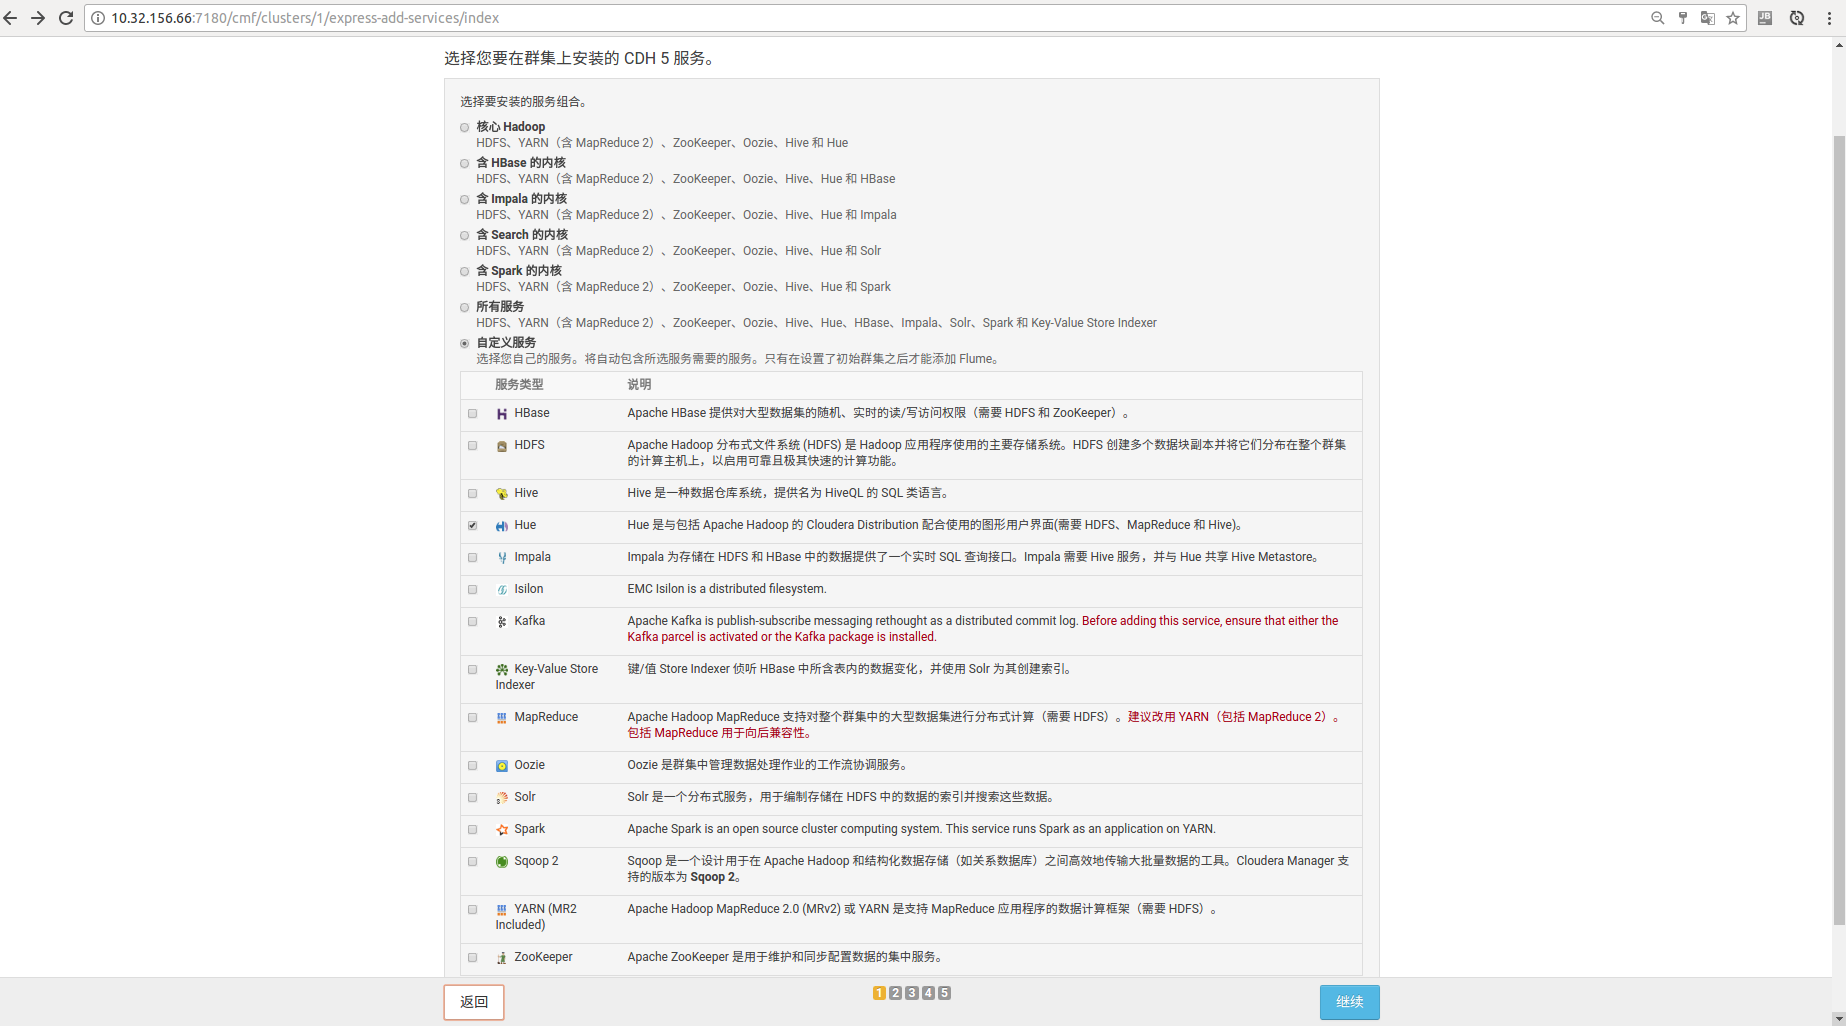 10.32.156.66:7180/cmf/clusters/1/express-add-services/index
JB
选择您要在群集上安装的 CDH 5 服务。
选择要安装的服务组合。
核心 Hadoop
HDFS、YARN（含 MapReduce 2）、ZooKeeper、Oozie、Hive 和 Hue
含 HBase 的内核
HDFS、YARN（含 MapReduce 2）、ZooKeeper、Oozie、Hive、Hue 和 HBase
含 Impala 的内核
HDFS、YARN（含 MapReduce 2）、ZooKeeper、Oozie、Hive、Hue 和 Impala
含 Search 的内核
HDFS、YARN（含 MapReduce 2）、ZooKeeper、Oozie、Hive、Hue 和 Solr
含 Spark 的内核
HDFS、YARN（含 MapReduce 2）、ZooKeeper、Oozie、Hive、Hue 和 Spark
所有服务
HDFS、YARN（含 MapReduce 2）、ZooKeeper、Oozie、Hive、Hue、HBase、Impala、Solr、Spark 和 Key-Value Store Indexer
自定义服务
选择您自己的服务。将自动包含所选服务需要的服务。只有在设置了初始群集之后才能添加 Flume。
服务类型 说明
HBase Apache HBase 提供对大型数据集的随机、实时的读/写访问权限（需要 HDFS 和 ZooKeeper）。
HDFS Apache Hadoop 分布式文件系统 (HDFS) 是 Hadoop 应用程序使用的主要存储系统。HDFS 创建多个数据块副本并将它们分布在整个群集
的计算主机上，以启用可靠且极其快速的计算功能。
Hive Hive 是一种数据仓库系统，提供名为 HiveQL 的 SQL 类语言。
Hue Hue 是与包括 Apache Hadoop 的 Cloudera Distribution 配合使用的图形用户界面(需要 HDFS、MapReduce 和 Hive)。
Impala Impala 为存储在 HDFS 和 HBase 中的数据提供了一个实时 SQL 查询接口。Impala 需要 Hive 服务，并与 Hue 共享 Hive Metastore。
Isilon EMC Isilon is a distributed filesystem.
Kafka Apache Kafka is publish-subscribe messaging rethought as a distributed commit log. Before adding this service, ensure that either the
Kafka parcel is activated or the Kafka package is installed.
Key-Value Store 键/值 Store Indexer 侦听 HBase 中所含表内的数据变化，并使用 Solr 为其创建索引。
Indexer
MapReduce Apache Hadoop MapReduce 支持对整个群集中的大型数据集进行分布式计算（需要 HDFS）。建议改用 YARN（包括 MapReduce 2）。
包括 MapReduce 用于向后兼容性。
Oozie Oozie 是群集中管理数据处理作业的工作流协调服务。
Solr Solr 是一个分布式服务，用于编制存储在 HDFS 中的数据的索引并搜索这些数据。
Spark Apache Spark is an open source cluster computing system. This service runs Spark as an application on YARN.
Sqoop 2 Sqoop 是一个设计用于在 Apache Hadoop 和结构化数据存储（如关系数据库）之间高效地传输大批量数据的工具。Cloudera Manager 支
持的版本为 Sqoop 2。
YARN (MR2 Apache Hadoop MapReduce 2.0 (MRv2) 或 YARN 是支持 MapReduce 应用程序的数据计算框架（需要 HDFS）。
Included)
ZooKeeper Apache ZooKeeper 是用于维护和同步配置数据的集中服务。
返回 1 2 3 4 5 继续